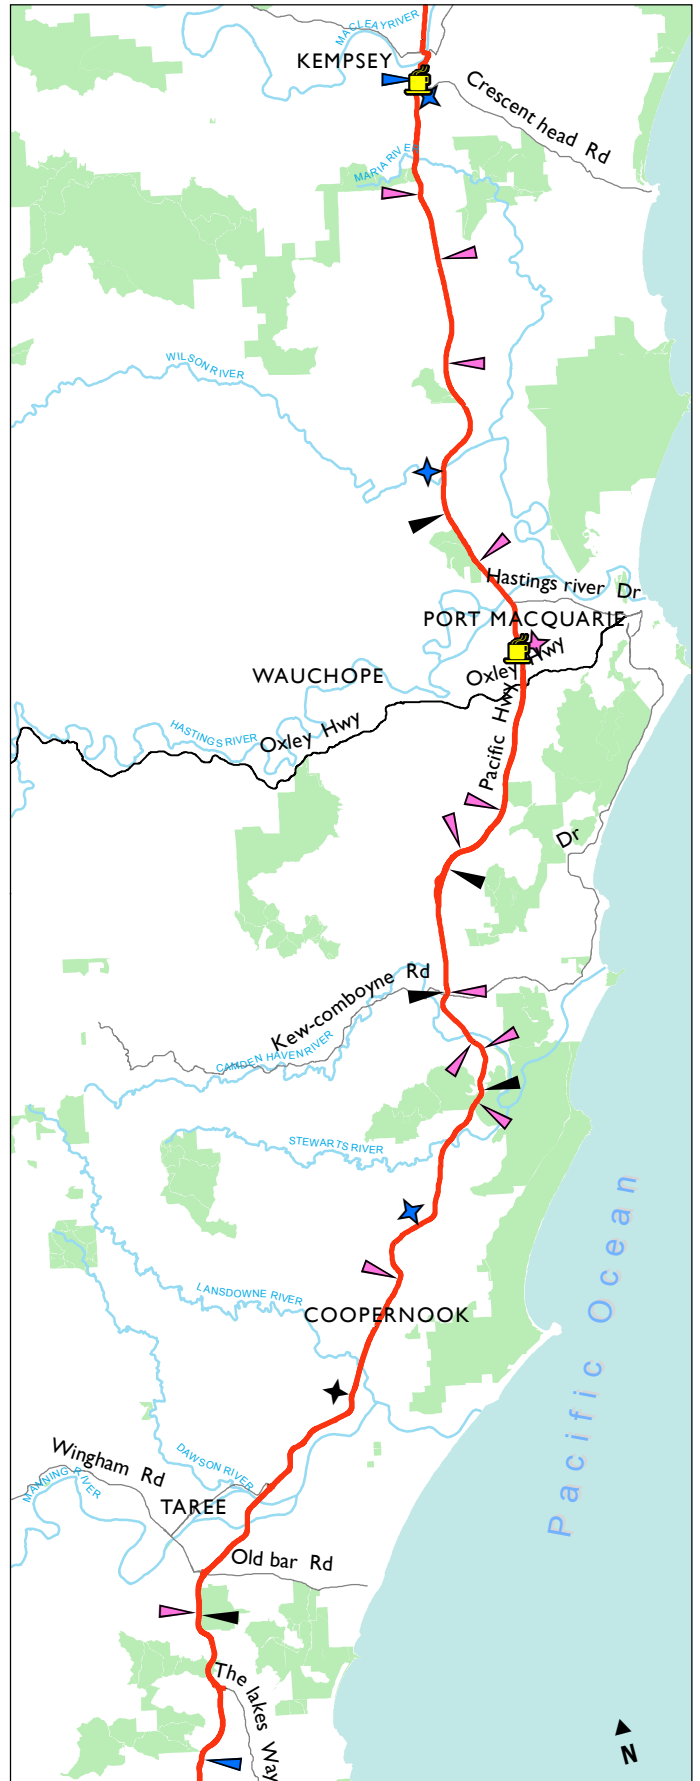 MACLEAY RIVER
KEMPSEY
Crescent head Rd
MARIA RIVER
WILSON RIVER
Hastings river Dr
PORT MACQUARIE
Oxley Hwy
WAUCHOPE
Pacific Hwy
HASTINGS RIVER
Oxley Hwy
Dr
Kew-comboyne Rd
CAMDEN HAVEN RIVER
STEWARTS RIVER
Pacific Ocean
LANSDOWNE RIVER
COOPERNOOK
Wingham Rd
DAWSON RIVER
MANNING RIVER
TAREE
Old bar Rd
The lakes Way
N